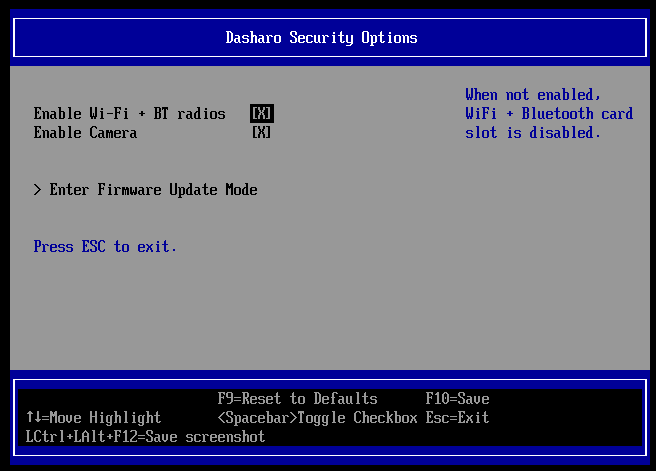 Dasharo Security Options
Enable Wi-Fi + BT radios [X]
Enable Camera [X]
When not enabled,
WiFi + Bluetooth card
slot is disabled.
> Enter Firmware Update Mode
Press ESC to exit.
F9=Reset to Defaults F10=Save
↑↓=Move Highlight <Spacebar>Toggle Checkbox Esc=Exit
LCtrl+LAlt+F12=Save screenshot